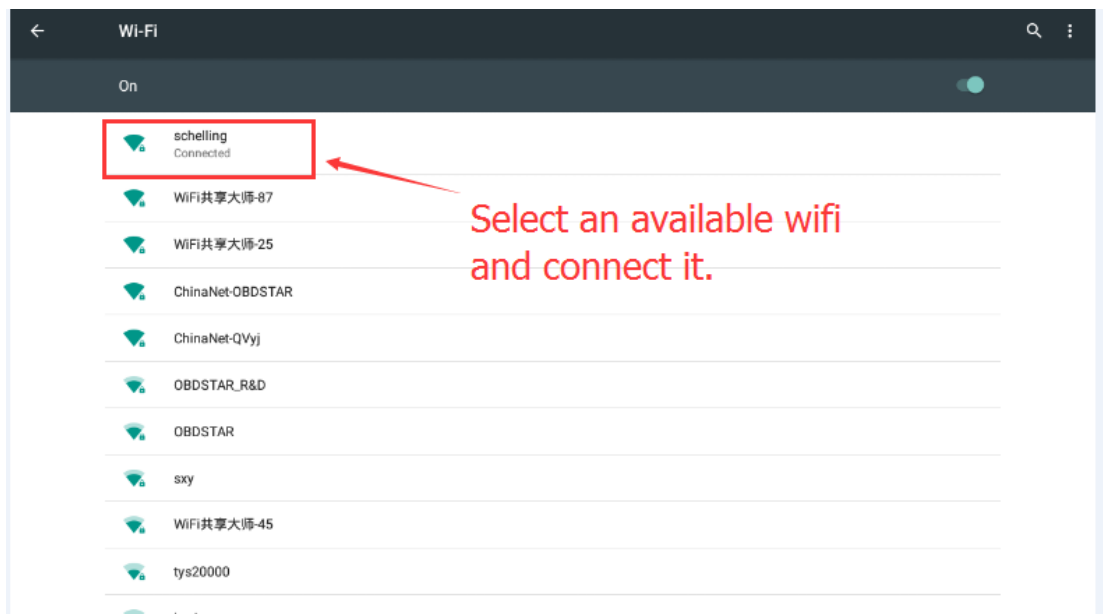 Wi-Fi
On
schelling
Connected
WiFi共享大师-87
Select an available wifi
and connect it.
WiFi共享大师-25
ChinaNet-OBDSTAR
ChinaNet-QVyj
OBDSTAR_R&D
OBDSTAR
sxy
WiFi共享大师-45
tys20000